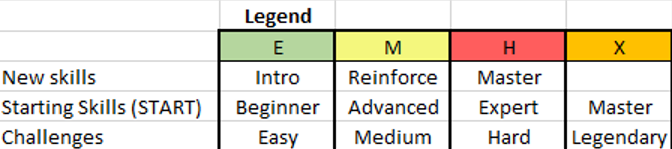 Legend
E M H X
New skills Intro Reinforce Master
Starting Skills (START) Beginner Advanced Expert Master
Challenges Easy Medium Hard Legendary